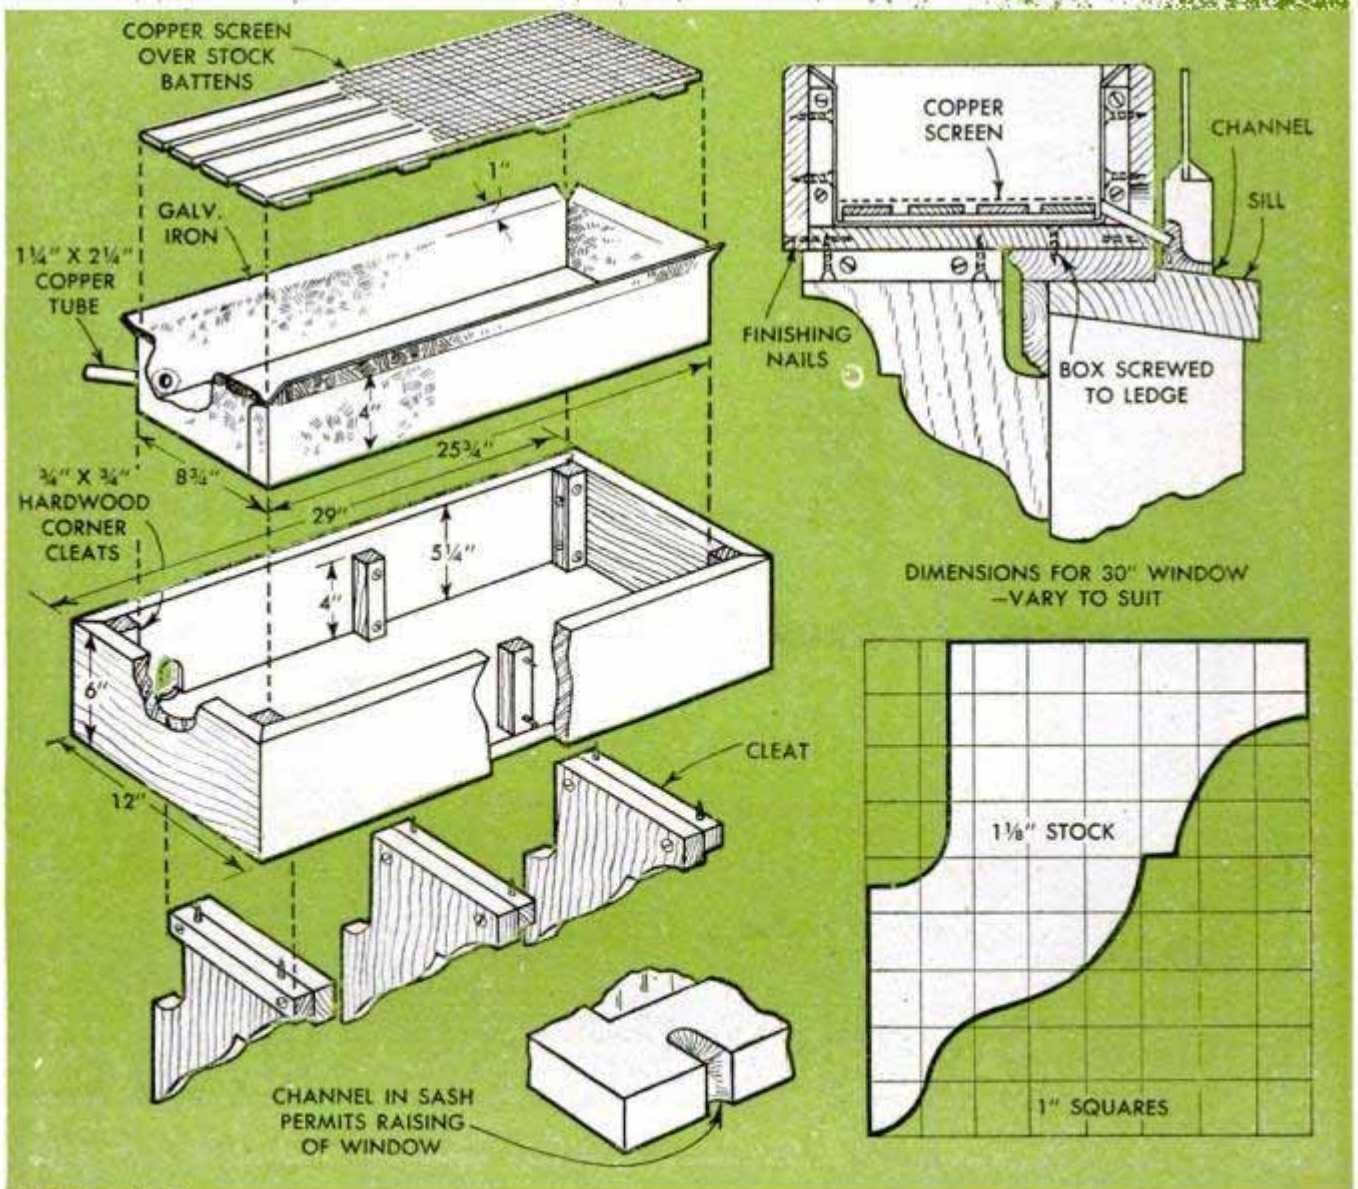 COPPER SCREEN
OVER STOCK
BATTENS
1"
GALV.
IRON
1¼" X 2¼"
COPPER
TUBE
4"
8¾"
25¾"
29"
¾" X ¾"
HARDWOOD
CORNER
CLEATS
4"
5¼"
6"
12"
CLEAT
CHANNEL IN SASH
PERMITS RAISING
OF WINDOW
COPPER
SCREEN
CHANNEL
SILL
FINISHING
NAILS
BOX SCREWED
TO LEDGE
DIMENSIONS FOR 30" WINDOW
—VARY TO SUIT
1⅛" STOCK
1" SQUARES